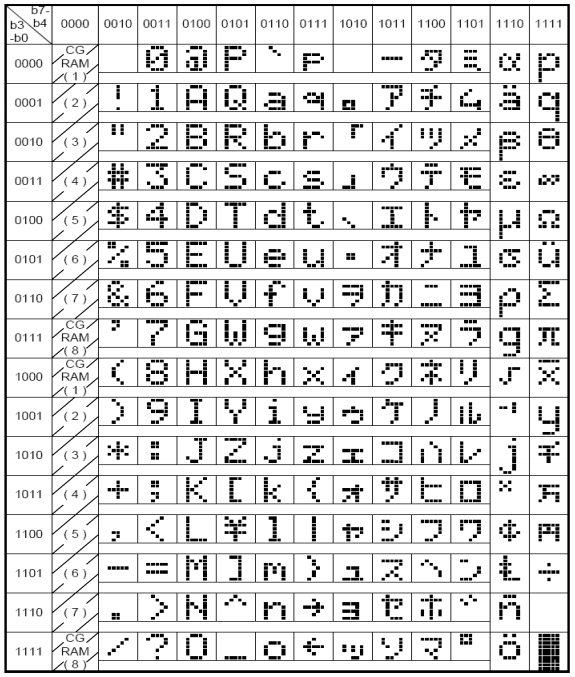 b7-
b3 b4 0000 0010 0011 0100 0101 0110 0111 1010 1011 1100 1101 1110 1111
-b0
0000 CG RAM (1) 0 @ P ` p ー タ ミ α p
0001 (2) ! 1 A Q a q 。 ア チ ム ä q
0010 (3) " 2 B R b r 「 イ ツ メ β θ
0011 (4) # 3 C S c s 」 ウ テ モ ε ∞
0100 (5) $ 4 D T d t 、 エ ト ヤ μ Ω
0101 (6) % 5 E U e u ・ オ ナ ユ σ ü
0110 (7) & 6 F V f v ヲ カ ニ ヨ ρ Σ
0111 CG RAM (8) ' 7 G W g w ァ キ ヌ ラ g π
1000 CG RAM (1) ( 8 H X h x ィ ク ネ リ √ x̄
1001 (2) ) 9 I Y i y ゥ ケ ノ ル ⁻¹ y
1010 (3) * : J Z j z ェ コ ハ レ j 千
1011 (4) + ; K [ k { ォ サ ヒ ロ ˣ 万
1100 (5) , < L ¥ l | ャ シ フ ワ ¢ 円
1101 (6) - = M ] m } ュ ス ヘ ン £ ÷
1110 (7) . > N ^ n → ョ セ ホ ゛ ñ
1111 CG RAM (8) / ? O _ o ← ッ ソ マ ゜ ö █